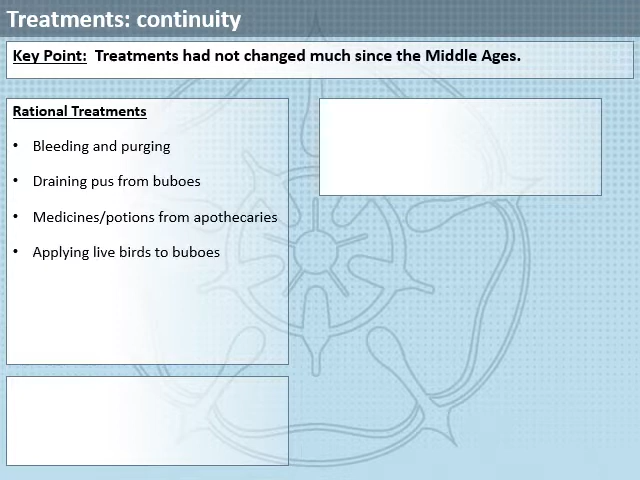 Treatments: continuity
Key Point: Treatments had not changed much since the Middle Ages.
Rational Treatments
• Bleeding and purging
• Draining pus from buboes
• Medicines/potions from apothecaries
• Applying live birds to buboes